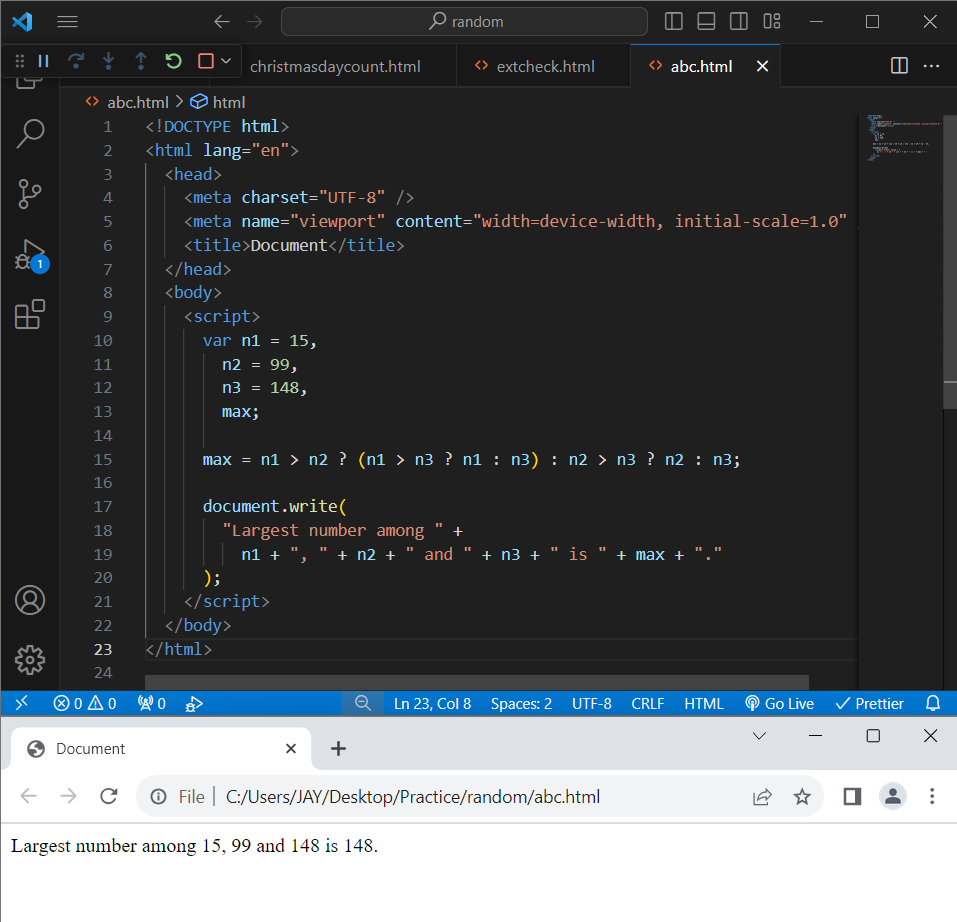 random
christmasdaycount.html
extcheck.html
abc.html
abc.html > html
1 <!DOCTYPE html>
2 <html lang="en">
3 <head>
4 <meta charset="UTF-8" />
5 <meta name="viewport" content="width=device-width, initial-scale=1.0"
6 <title>Document</title>
7 </head>
8 <body>
9 <script>
10 var n1 = 15,
11 n2 = 99,
12 n3 = 148,
13 max;
14
15 max = n1 > n2 ? (n1 > n3 ? n1 : n3) : n2 > n3 ? n2 : n3;
16
17 document.write(
18 "Largest number among " +
19 n1 + ", " + n2 + " and " + n3 + " is " + max + "."
20 );
21 </script>
22 </body>
23 </html>
24
1
0 0 0 Ln 23, Col 8 Spaces: 2 UTF-8 CRLF HTML Go Live Prettier
Document
File | C:/Users/JAY/Desktop/Practice/random/abc.html
Largest number among 15, 99 and 148 is 148.